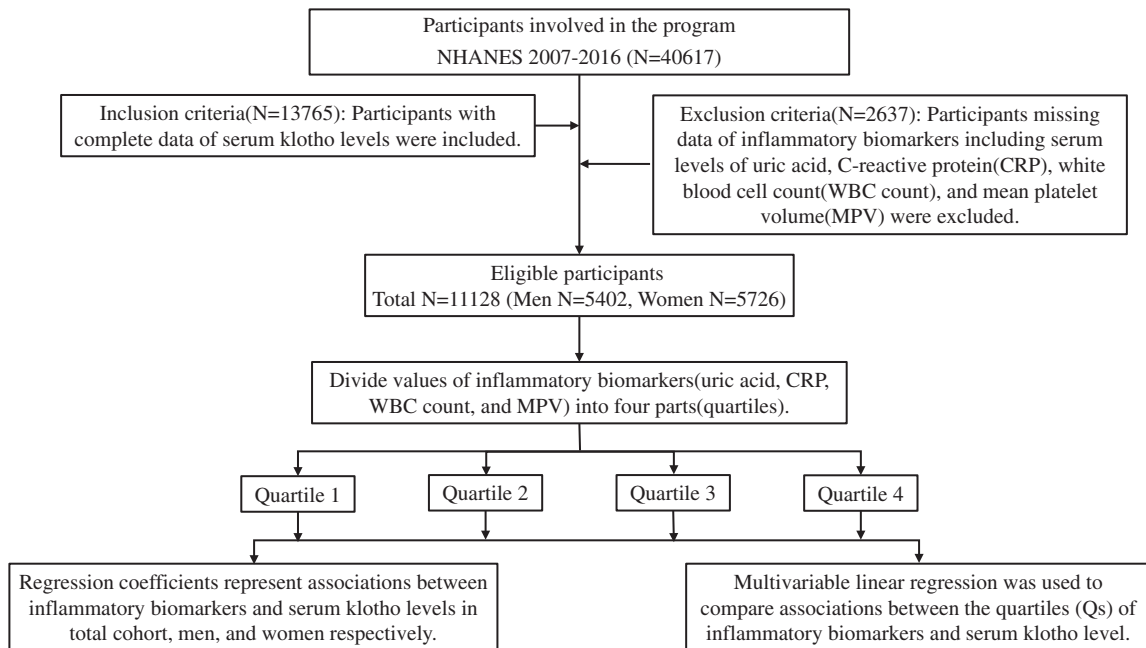 Participants involved in the program
NHANES 2007-2016 (N=40617)
Inclusion criteria(N=13765): Participants with
complete data of serum klotho levels were included.
Exclusion criteria(N=2637): Participants missing
data of inflammatory biomarkers including serum
levels of uric acid, C-reactive protein(CRP), white
blood cell count(WBC count), and mean platelet
volume(MPV) were excluded.
Eligible participants
Total N=11128 (Men N=5402, Women N=5726)
Divide values of inflammatory biomarkers(uric acid, CRP,
WBC count, and MPV) into four parts(quartiles).
Quartile 1
Quartile 2
Quartile 3
Quartile 4
Regression coefficients represent associations between
inflammatory biomarkers and serum klotho levels in
total cohort, men, and women respectively.
Multivariable linear regression was used to
compare associations between the quartiles (Qs) of
inflammatory biomarkers and serum klotho level.